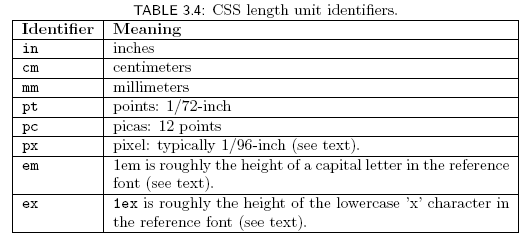 TABLE 3.4: CSS length unit identifiers.
Identifier Meaning
in inches
cm centimeters
mm millimeters
pt points: 1/72-inch
pc picas: 12 points
px pixel: typically 1/96-inch (see text).
em 1em is roughly the height of a capital letter in the reference
font (see text).
ex 1ex is roughly the height of the lowercase 'x' character in
the reference font (see text).